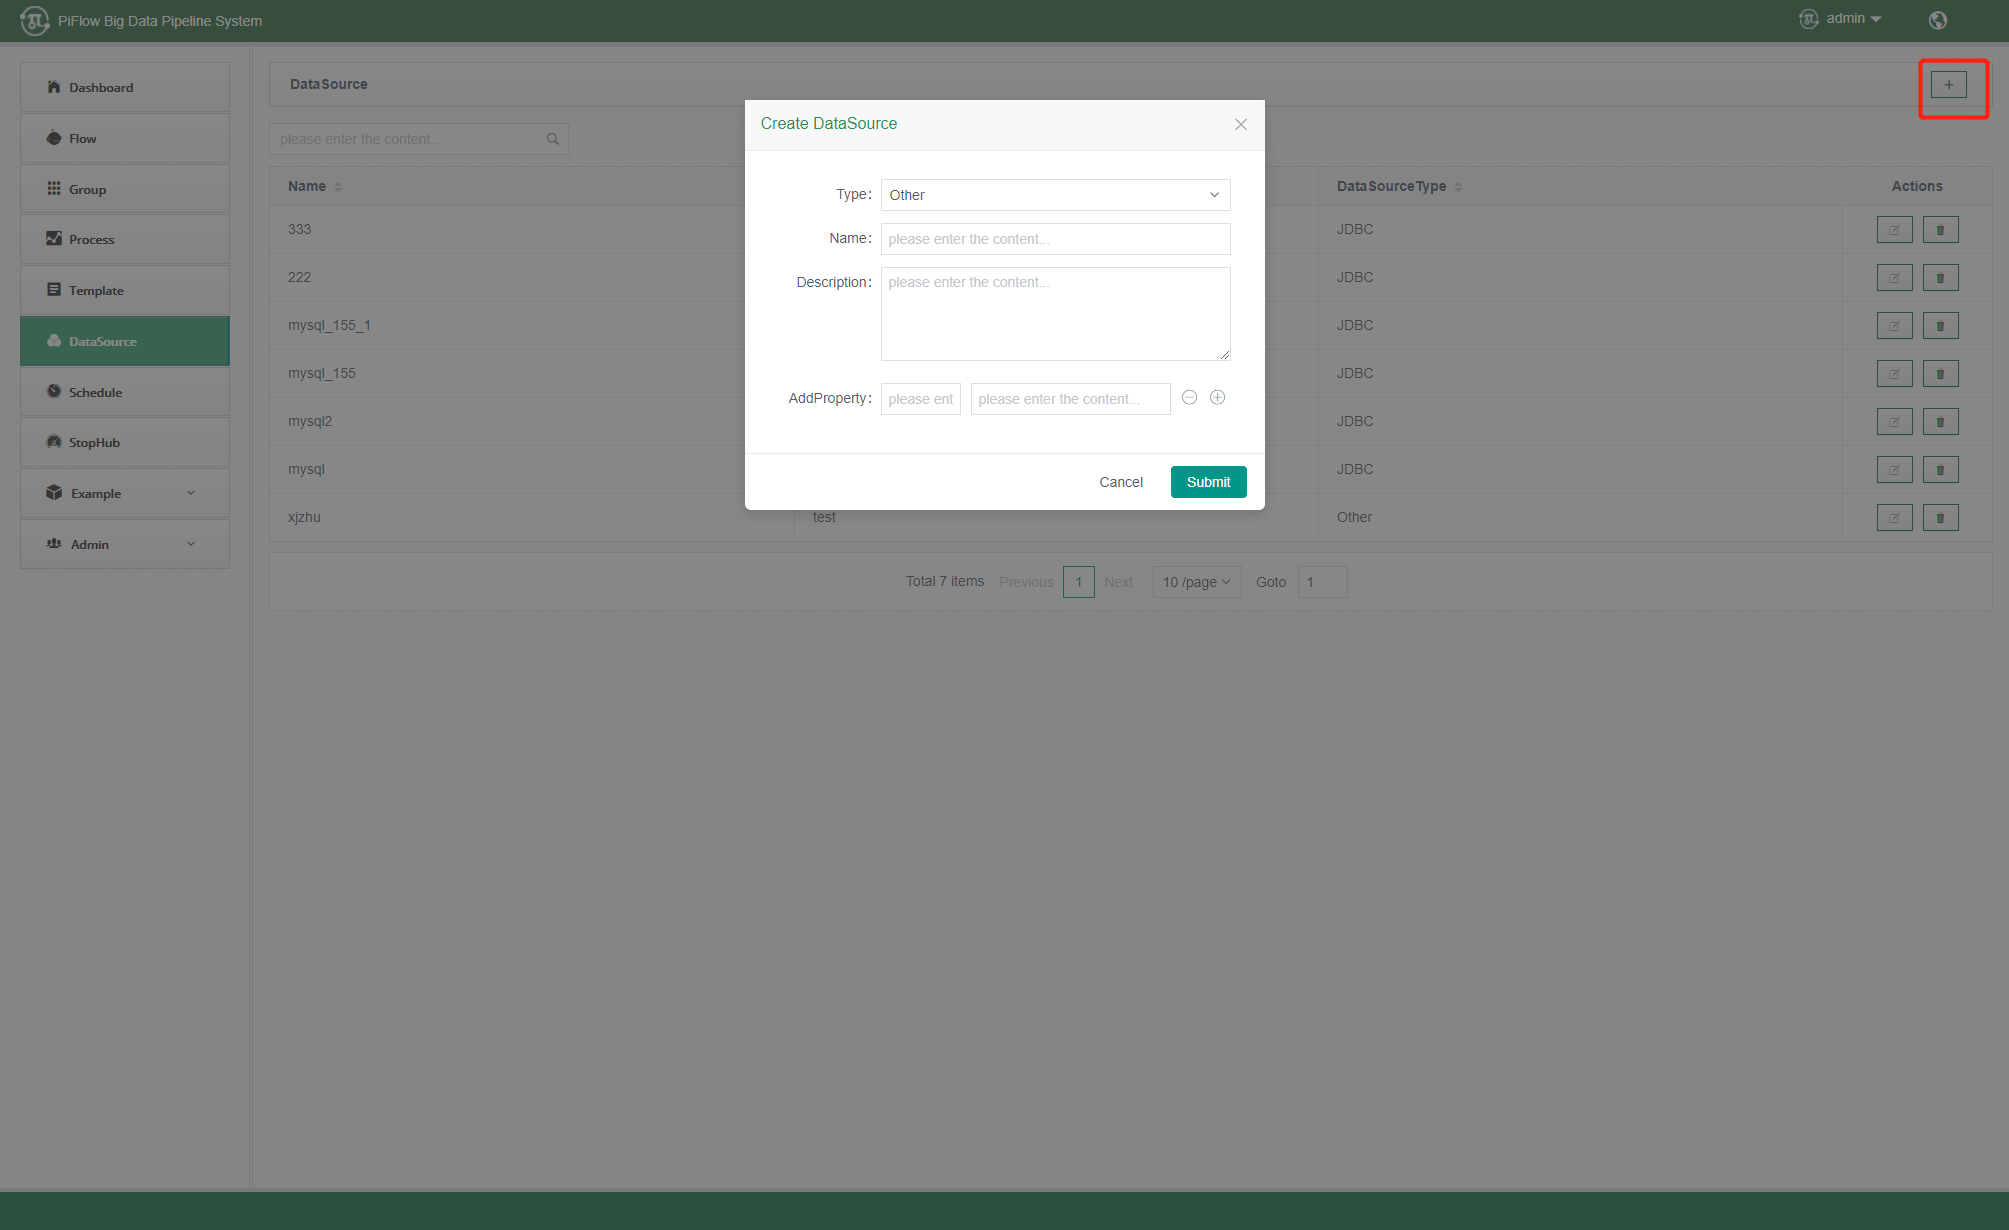 PiFlow Big Data Pipeline System
admin
Dashboard
Flow
Group
Process
Template
DataSource
Schedule
StopHub
Example
Admin
DataSource
+
please enter the content...
Name
DataSourceType
Actions
333
JDBC
222
JDBC
mysql_155_1
JDBC
mysql_155
JDBC
mysql2
JDBC
mysql
JDBC
xjzhu
test
Other
Total 7 items
Previous
1
Next
10 /page
Goto
1
Create DataSource
Type:
Other
Name:
please enter the content...
Description:
please enter the content...
AddProperty:
please ent
please enter the content...
Cancel
Submit